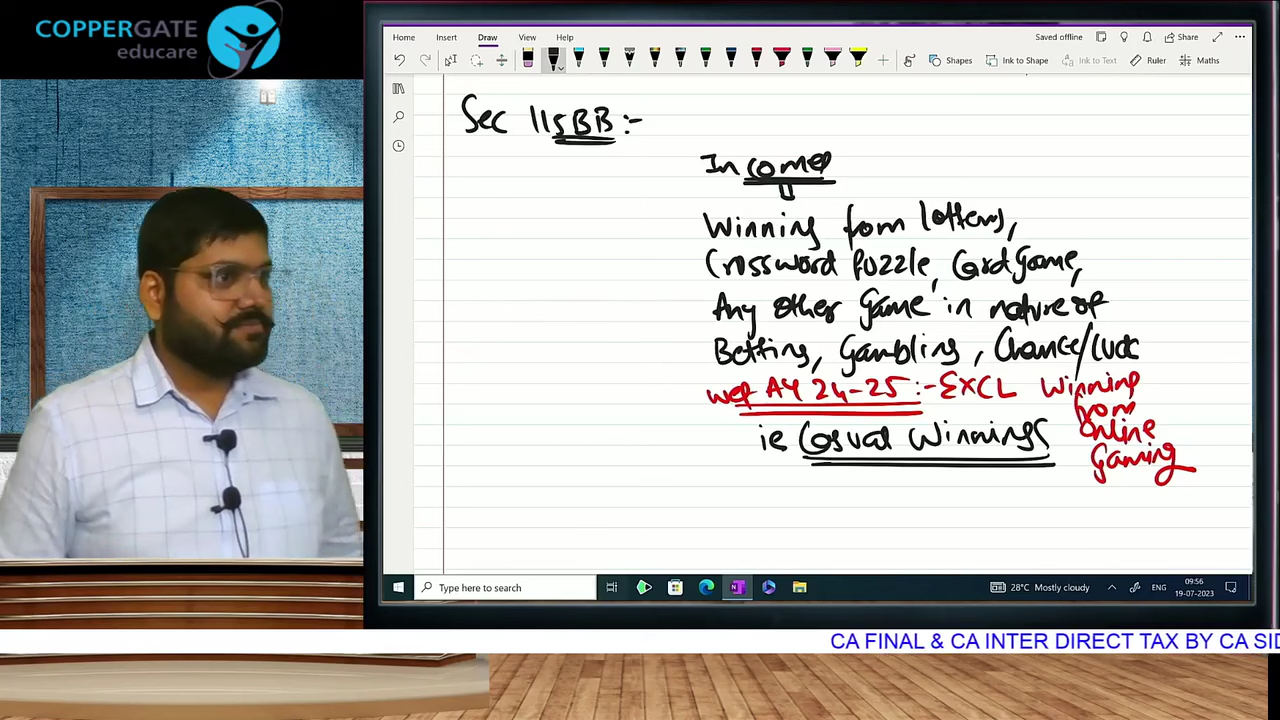 COPPERGATE
educare
Home Insert Draw View Help
Saved offline
Share
Shapes
Ink to Shape
Ink to Text
Ruler
Maths
Sec 115BB:-
Income
Winning from lottery,
Crossword Puzzle, Card Game,
Any other Game in nature of
Betting, Gambling, Chance/Luck
wef AY 24-25 :- EXCL Winning
from
online
Gaming
ie Casual Winnings
Type here to search
28°C Mostly cloudy
ENG
09:56
19-07-2023
CA FINAL & CA INTER DIRECT TAX BY CA SID